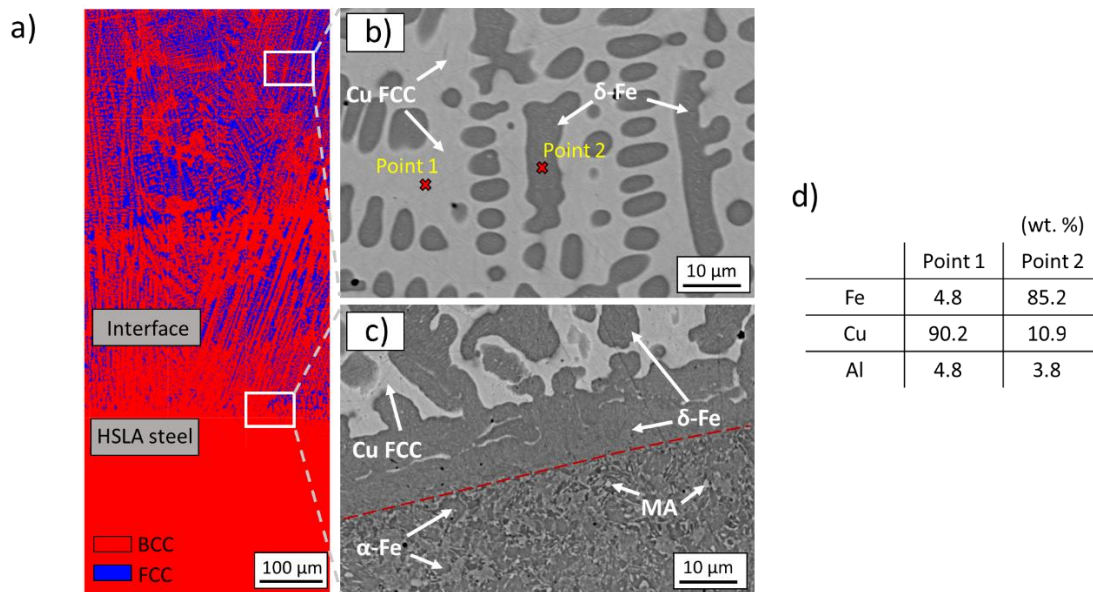 a)
Interface
HSLA steel
BCC
FCC
100 µm
b)
Cu FCC
δ-Fe
Point 1
Point 2
10 µm
c)
Cu FCC
δ-Fe
MA
α-Fe
10 µm
d)
(wt. %)
Point 1 Point 2
Fe 4.8 85.2
Cu 90.2 10.9
Al 4.8 3.8